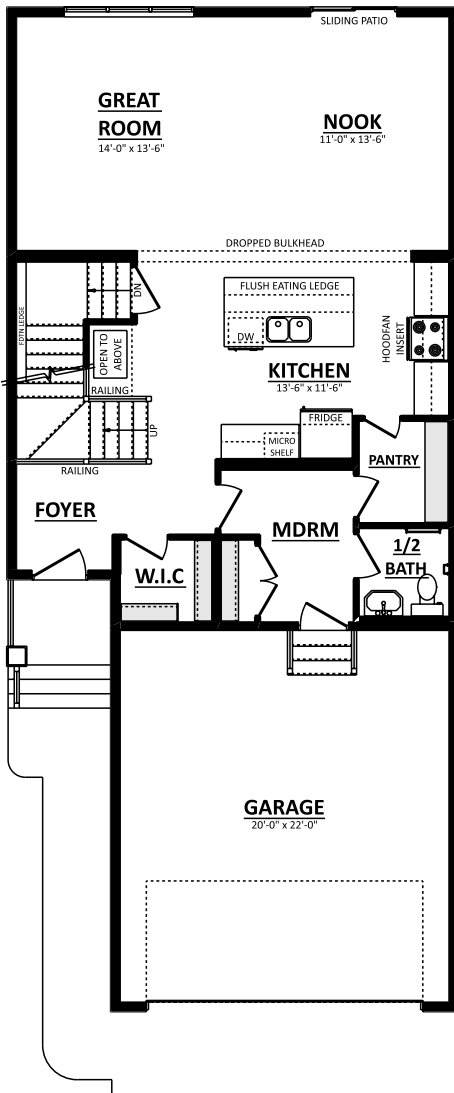 SLIDING PATIO
GREAT
ROOM
14'-0" x 13'-6"
NOOK
11'-0" x 13'-6"
DROPPED BULKHEAD
FDTN LEDGE
DN
FLUSH EATING LEDGE
DW
HOODFAN
INSERT
OPEN TO
ABOVE
KITCHEN
13'-6" x 11'-6"
RAILING
FRIDGE
UP
MICRO
SHELF
RAILING
PANTRY
FOYER
MDRM
1/2
BATH
W.I.C
GARAGE
20'-0" x 22'-0"